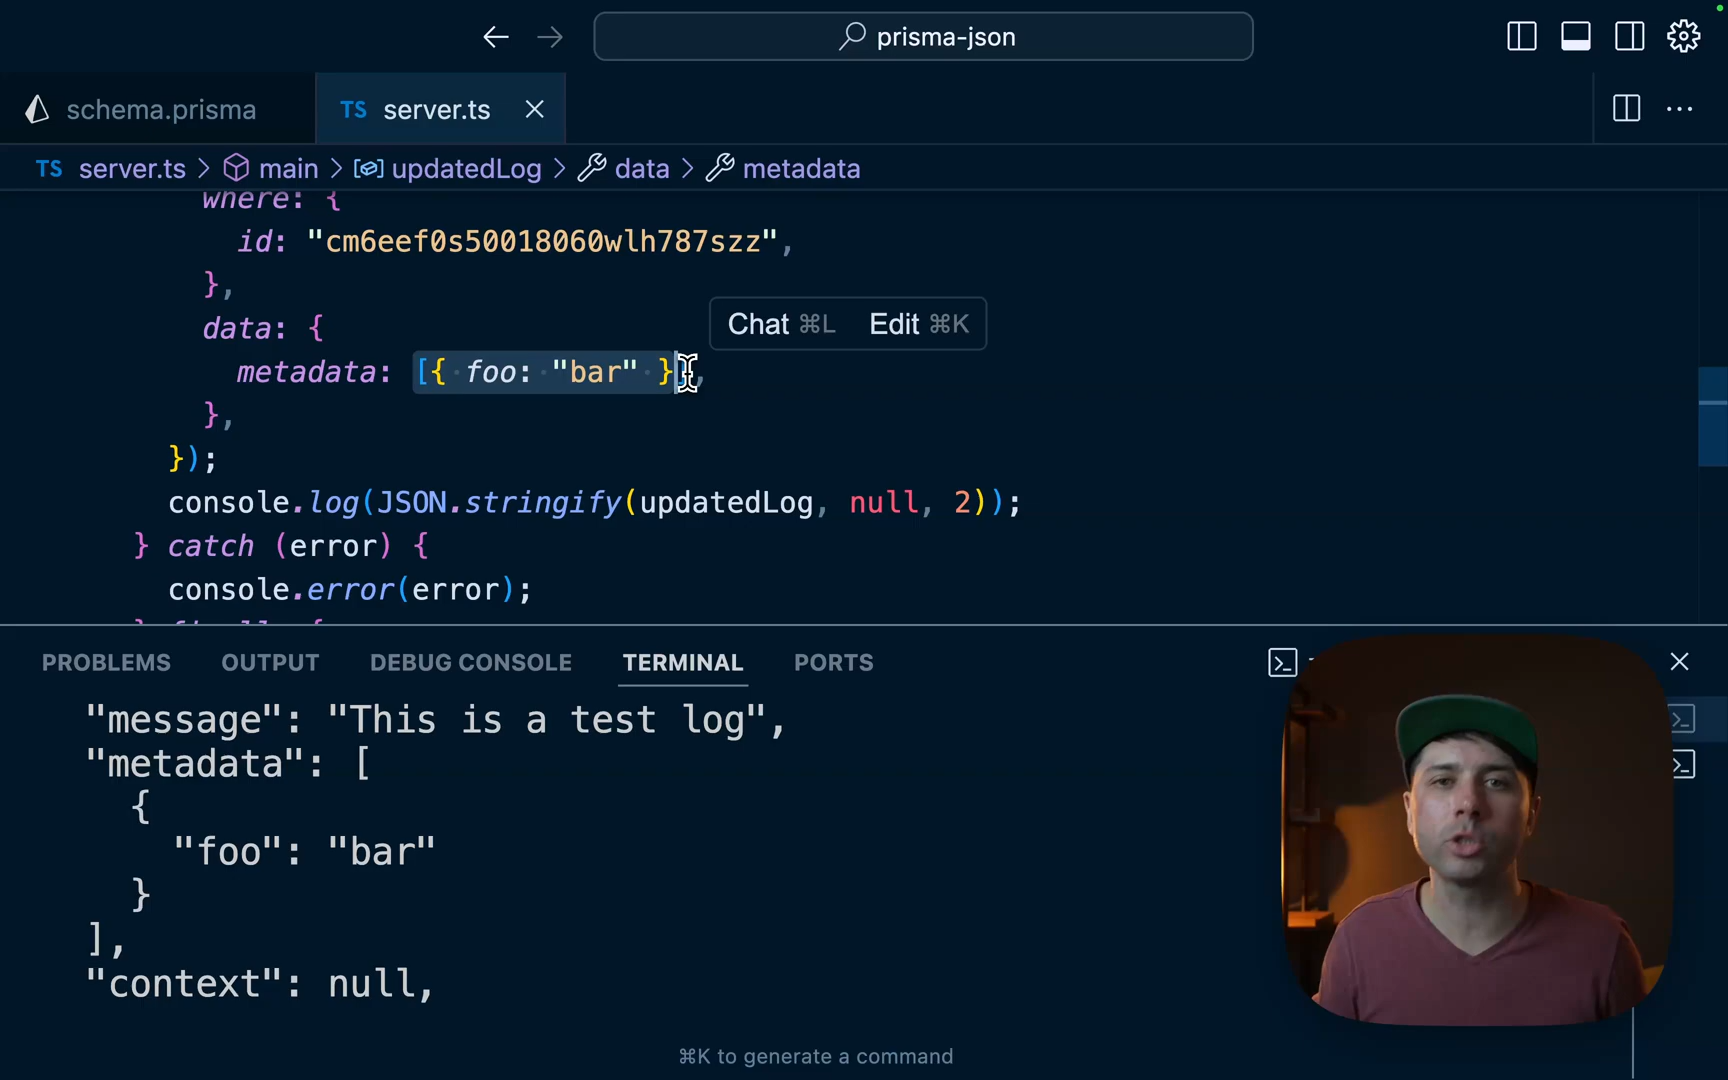 prisma-json
schema.prisma
TS server.ts
TS server.ts > main > updatedLog > data > metadata
where: {
id: "cm6eef0s50018060wlh787szz",
},
data: {
Chat ⌘L Edit ⌘K
metadata: [{ foo: "bar" }],
},
});
console.log(JSON.stringify(updatedLog, null, 2));
} catch (error) {
console.error(error);
PROBLEMS OUTPUT DEBUG CONSOLE TERMINAL PORTS
"message": "This is a test log",
"metadata": [
{
"foo": "bar"
}
],
"context": null,
⌘K to generate a command